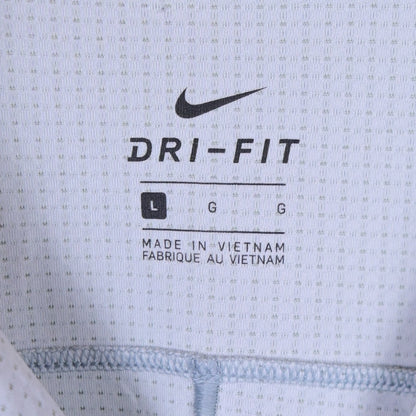 DRI-FIT
L G G
MADE IN VIETNAM
FABRIQUE AU VIETNAM